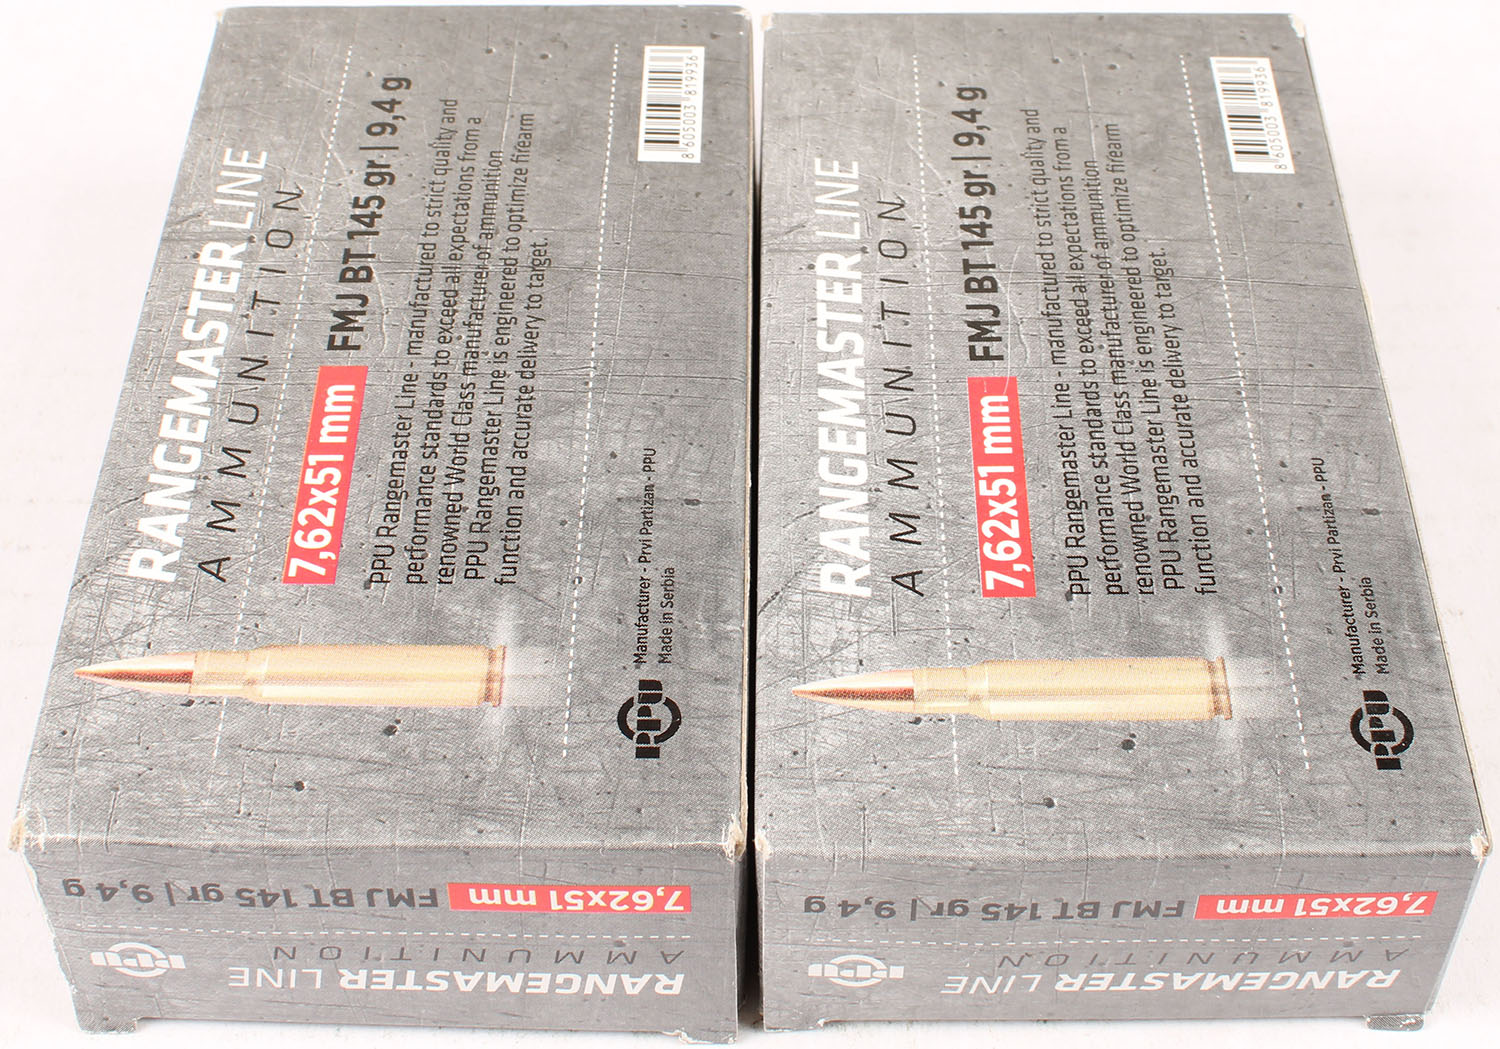 RANGEMASTER LINE
AMMUNITION
7,62x51 mm FMJ BT 145 gr | 9,4 g
PPU Rangemaster Line - manufactured to strict quality and
performance standards to exceed all expectations from a
renowned World Class manufacturer of ammunition
PPU Rangemaster Line is engineered to optimize firearm
function and accurate delivery to target.
8 605003 819936
PPU
Manufacturer - Prvi Partizan - PPU
Made in Serbia
7,62x51 mm FMJ BT 145 gr | 9,4 g
RANGEMASTER LINE
AMMUNITION
PPU
RANGEMASTER LINE
AMMUNITION
7,62x51 mm FMJ BT 145 gr | 9,4 g
PPU Rangemaster Line - manufactured to strict quality and
performance standards to exceed all expectations from a
renowned World Class manufacturer of ammunition
PPU Rangemaster Line is engineered to optimize firearm
function and accurate delivery to target.
8 605003 819936
PPU
Manufacturer - Prvi Partizan - PPU
Made in Serbia
7,62x51 mm FMJ BT 145 gr | 9,4 g
RANGEMASTER LINE
AMMUNITION
PPU